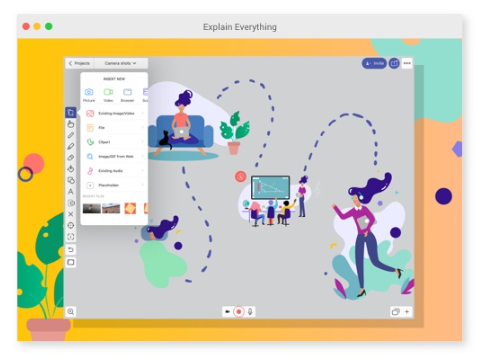 Explain Everything
Projects
Camera shots
Invite
INSERT NEW
Picture Video Browser
Existing Image/Video
File
Clipart
Image/GIF from Web
Existing Audio
Placeholder
A